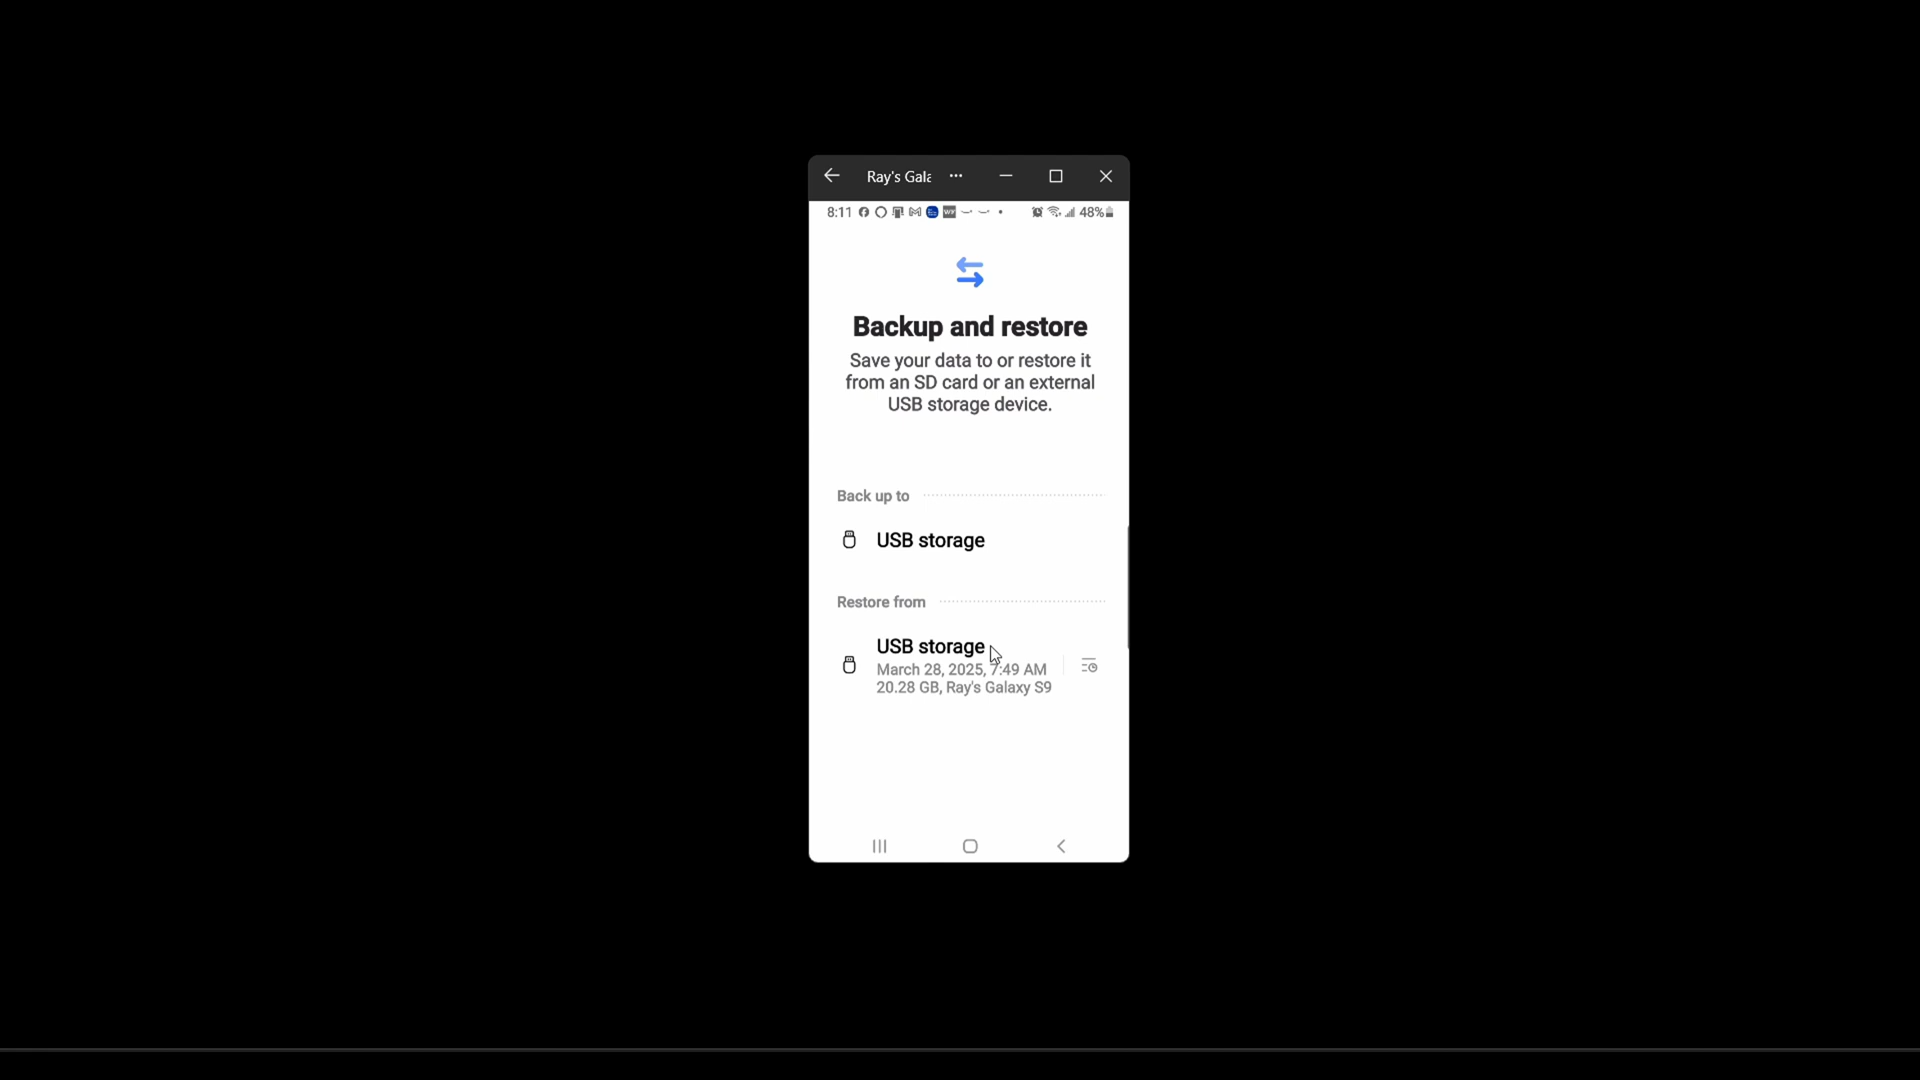 Ray's Gala
8:11
48%
Backup and restore
Save your data to or restore it
from an SD card or an external
USB storage device.
Back up to
USB storage
Restore from
USB storage
March 28, 2025, 7:49 AM
20.28 GB, Ray's Galaxy S9